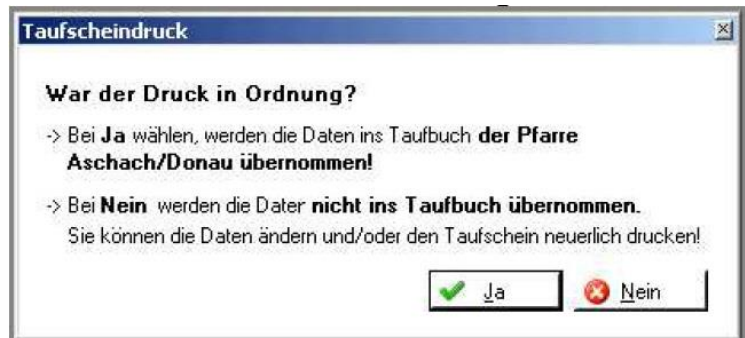 Taufscheindruck
War der Druck in Ordnung?
-> Bei Ja wählen, werden die Daten ins Taufbuch der Pfarre
Aschach/Donau übernommen!
-> Bei Nein werden die Dater nicht ins Taufbuch übernommen.
Sie können die Daten ändern und/oder den Taufschein neuerlich drucken!
Ja Nein